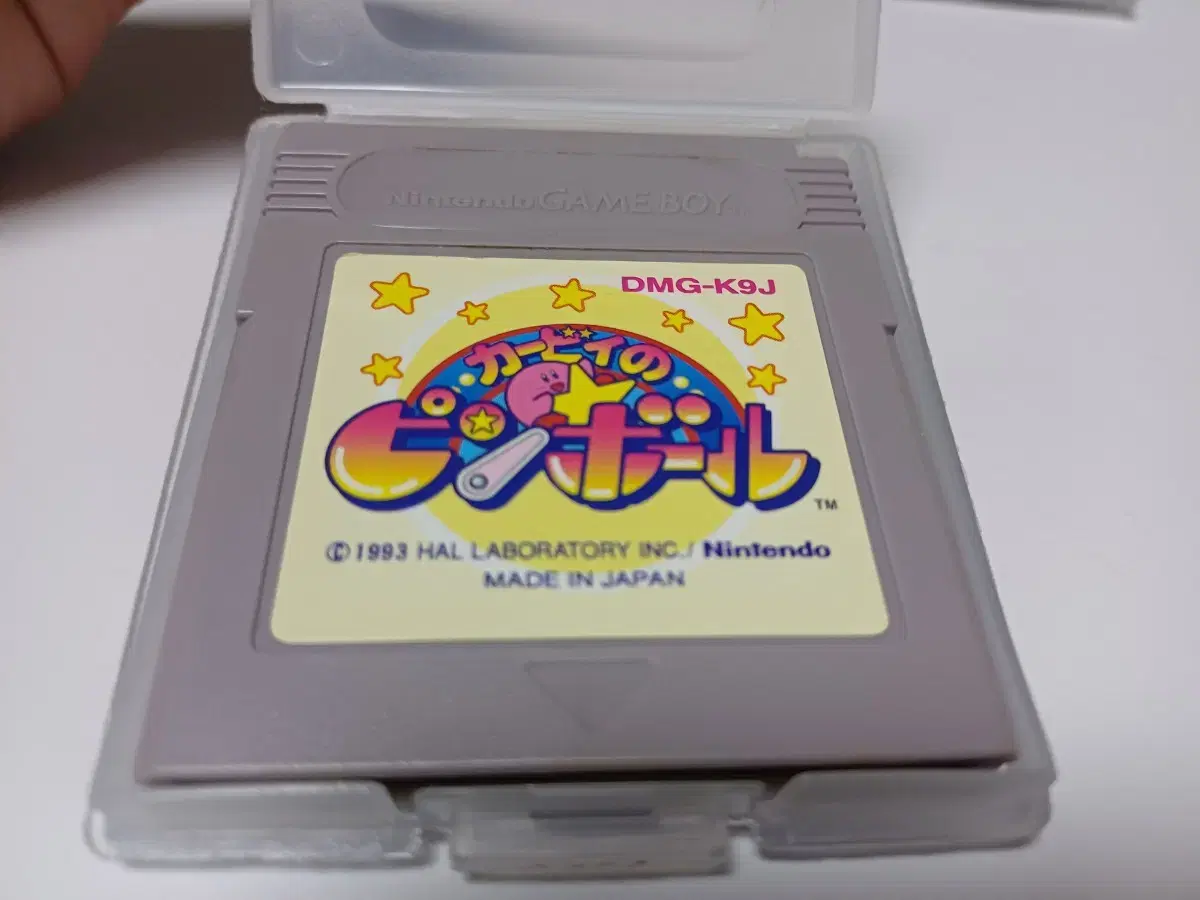 Nintendo GAME BOY
DMG-K9J
カービィの
ピンボール
TM
© 1993 HAL LABORATORY INC./ Nintendo
MADE IN JAPAN